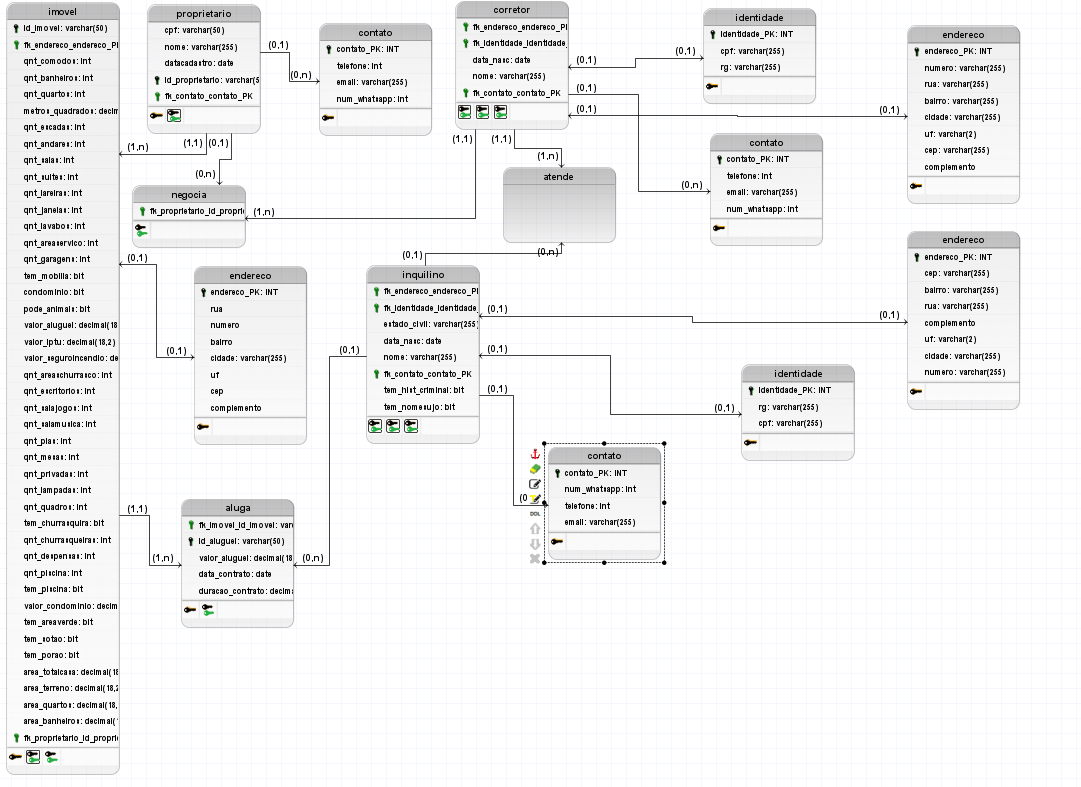 imovel
id_imovel: varchar(50)
fk_endereco_endereco_PI
qnt_comodos: int
qnt_banheiros: int
qnt_quartos: int
metros_quadrados: decim
qnt_escadas: int
qnt_andares: int
qnt_salas: int
qnt_suites: int
qnt_lareiras: int
qnt_janelas: int
qnt_lavabos: int
qnt_areaservico: int
qnt_garagens: int
tem_mobilia: bit
condominio: bit
pode_animais: bit
valor_aluguel: decimal(18
valor_iptu: decimal(18,2)
valor_seguroincendio: de
qnt_areaschurrasco: int
qnt_escritorios: int
qnt_salajogos: int
qnt_salamusica: int
qnt_pias: int
qnt_mesas: int
qnt_privadas: int
qnt_lampadas: int
qnt_quadros: int
tem_churrasqueira: bit
qnt_churrasqueiras: int
qnt_despensas: int
qnt_piscina: int
tem_piscina: bit
valor_condominio: decim
tem_areaverde: bit
tem_sotao: bit
tem_porao: bit
area_totalcasa: decimal(18
area_terreno: decimal(18,2
area_quartos: decimal(18,
area_banheiros: decimal(
fk_proprietario_id_propri
proprietario
cpf: varchar(50)
nome: varchar(255)
datacadastro: date
id_proprietario: varchar(5
fk_contato_contato_PK
(0,1)
(0,n)
(1,1)
(0,1)
(1,n)
(0,n)
contato
contato_PK: INT
telefone: int
email: varchar(255)
num_whatsapp: int
corretor
fk_endereco_endereco_PI
fk_identidade_identidade_
data_nasc: date
nome: varchar(255)
fk_contato_contato_PK
(0,1)
(0,1)
(0,1)
(0,1)
(0,1)
(0,n)
(1,1)
(1,1)
(1,n)
identidade
identidade_PK: INT
cpf: varchar(255)
rg: varchar(255)
endereco
endereco_PK: INT
numero: varchar(255)
rua: varchar(255)
bairro: varchar(255)
cidade: varchar(255)
uf: varchar(2)
cep: varchar(255)
complemento
contato
contato_PK: INT
telefone: int
email: varchar(255)
num_whatsapp: int
negocia
fk_proprietario_id_propri
(1,n)
atende
(0,n)
(0,1)
endereco
endereco_PK: INT
rua
numero
bairro
cidade: varchar(255)
uf
cep
complemento
(0,1)
(0,1)
inquilino
fk_endereco_endereco_PI
fk_identidade_identidade_
estado_civil: varchar(255)
data_nasc: date
nome: varchar(255)
fk_contato_contato_PK
tem_hist_criminal: bit
tem_nomesujo: bit
(0,1)
(0,1)
(0,1)
(0,1)
(0,1)
(0,1)
endereco
endereco_PK: INT
cep: varchar(255)
bairro: varchar(255)
rua: varchar(255)
complemento
uf: varchar(2)
cidade: varchar(255)
numero: varchar(255)
identidade
identidade_PK: INT
rg: varchar(255)
cpf: varchar(255)
contato
contato_PK: INT
num_whatsapp: int
telefone: int
email: varchar(255)
(0
DDL
aluga
fk_imovel_id_imovel: varc
id_aluguel: varchar(50)
valor_aluguel: decimal(18
data_contrato: date
duracao_contrato: decima
(1,1)
(1,n)
(0,n)